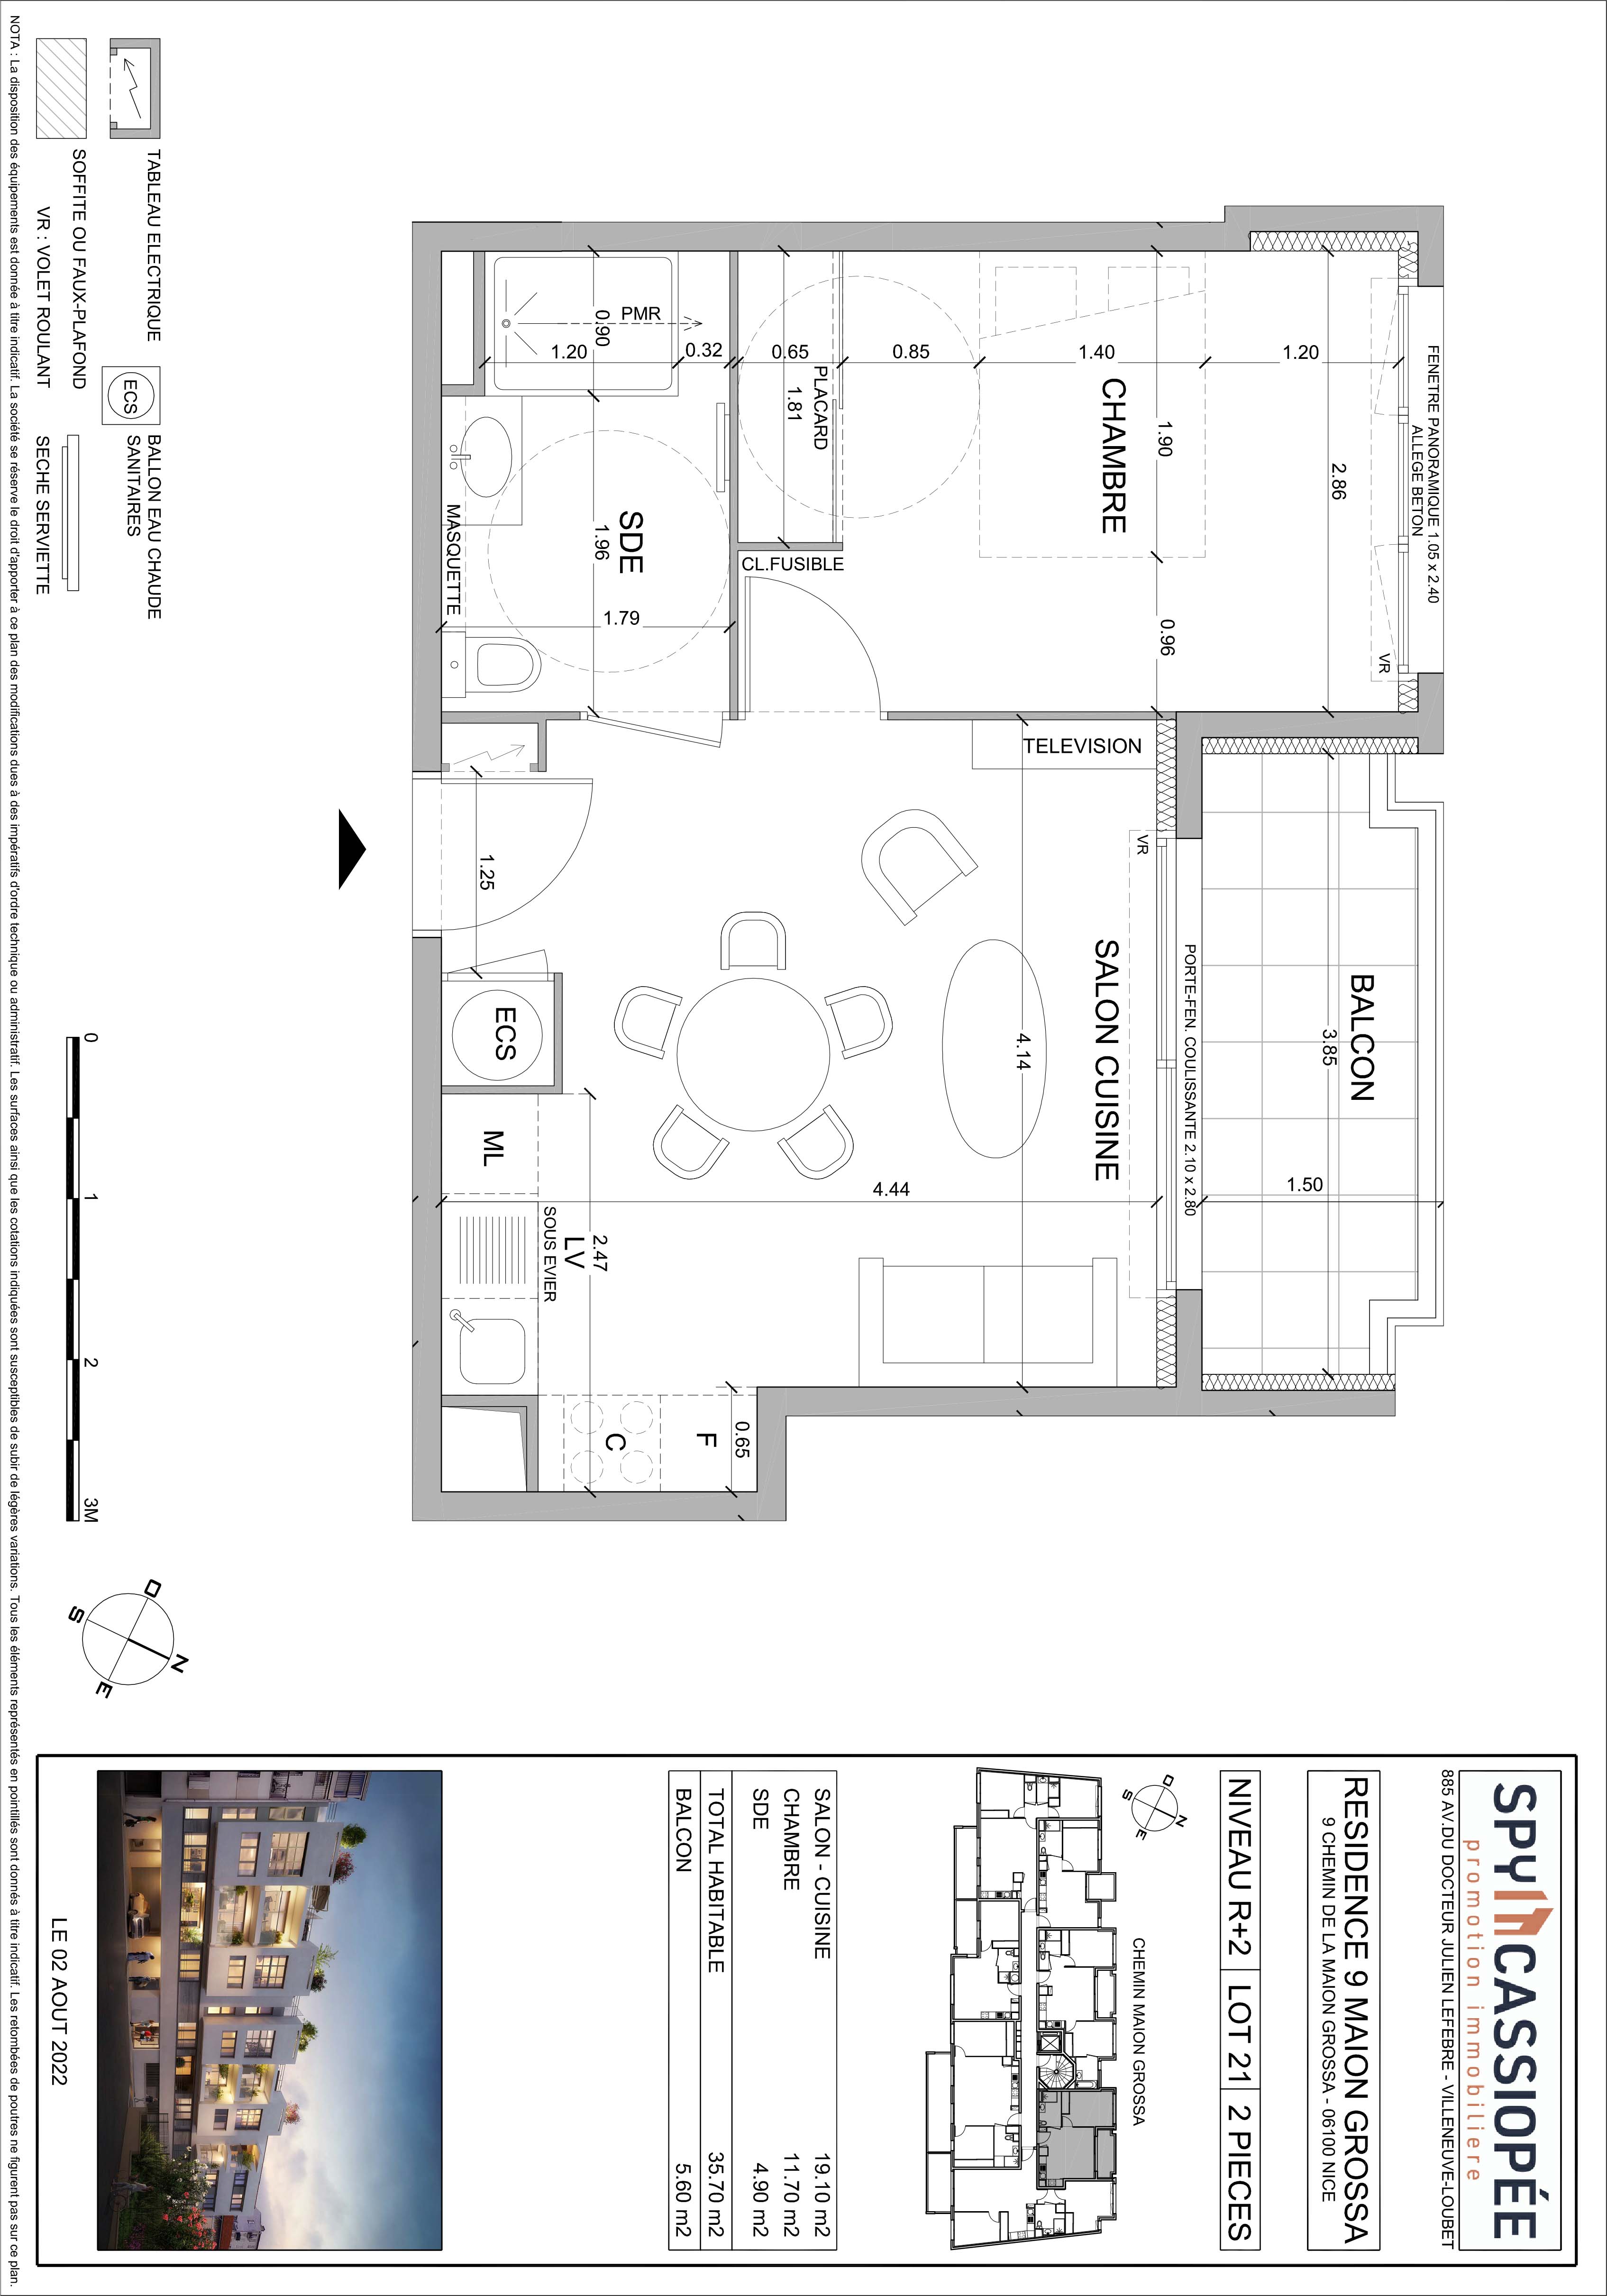 FENETRE PANORAMIQUE 1.05 x 2.40
ALLEGE BETON
VR
2.86
1.20
BALCON
3.85
1.50
PORTE-FEN. COULISSANTE 2.10 x 2.80
VR
1.90
0.96
CHAMBRE
1.40
TELEVISION
SALON CUISINE
4.14
0.85
4.44
PLACARD
1.81
0.65
CL.FUSIBLE
0.65
F
C
0.32
PMR
SDE
1.79
0.90
1.96
1.20
2.47
LV
SOUS EVIER
ECS
ML
1.25
MASQUETTE
TABLEAU ELECTRIQUE
ECS
BALLON EAU CHAUDE
SANITAIRES
SOFFITE OU FAUX-PLAFOND
VR : VOLET ROULANT
SECHE SERVIETTE
0 1 2 3M
N
O
E
S
SPY CASSIOPÉE
promotion immobiliere
885 AV.DU DOCTEUR JULIEN LEFEBRE - VILLENEUVE-LOUBET
RESIDENCE 9 MAION GROSSA
9 CHEMIN DE LA MAION GROSSA - 06100 NICE
NIVEAU R+2 LOT 21 2 PIECES
N
O
E
S
CHEMIN MAION GROSSA
SALON - CUISINE 19.10 m2
CHAMBRE 11.70 m2
SDE 4.90 m2
TOTAL HABITABLE 35.70 m2
BALCON 5.60 m2
LE 02 AOUT 2022
NOTA : La disposition des équipements est donnée à titre indicatif. La société se réserve le droit d'apporter à ce plan des modifications dues à des impératifs d'ordre technique ou administratif. Les surfaces ainsi que les cotations indiquées sont susceptibles de subir de légères variations. Tous les éléments représentés en pointillés sont donnés à titre indicatif. Les retombées de poutres ne figurent pas sur ce plan.